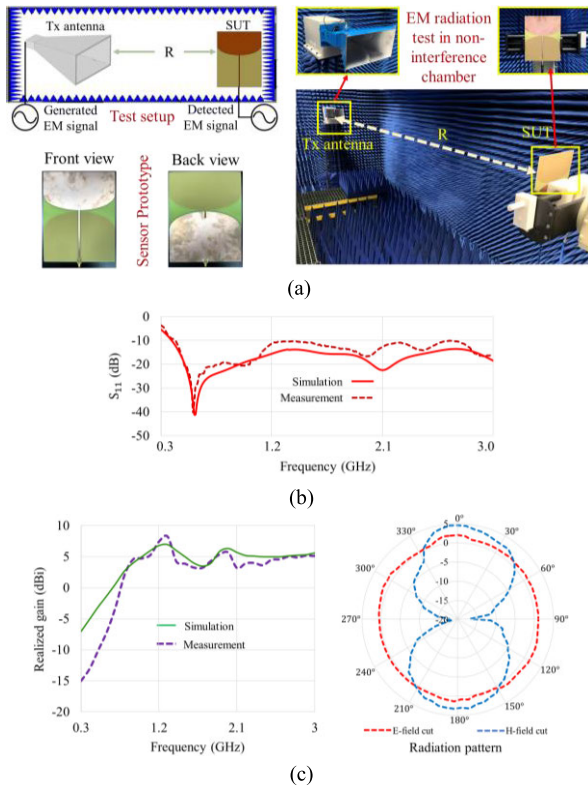 Tx antenna
SUT
R
Generated
EM signal
Test setup
Detected
EM signal
Front view
Sensor Prototype
Back view
EM radiation
test in non-
interference
chamber
Tx antenna
R
SUT
(a)
0
-10
-20
-30
-40
-50
S11 (dB)
Simulation
Measurement
0.3
1.2
2.1
3.0
Frequency (GHz)
(b)
10
5
0
-5
-10
-15
-20
Realized gain (dBi)
Simulation
Measurement
0.3
1.2
2.1
3
Frequency (GHz)
0°
30°
60°
90°
120°
150°
180°
210°
240°
270°
300°
330°
5
0
-5
-10
-15
-20
E-field cut
H-field cut
Radiation pattern
(c)